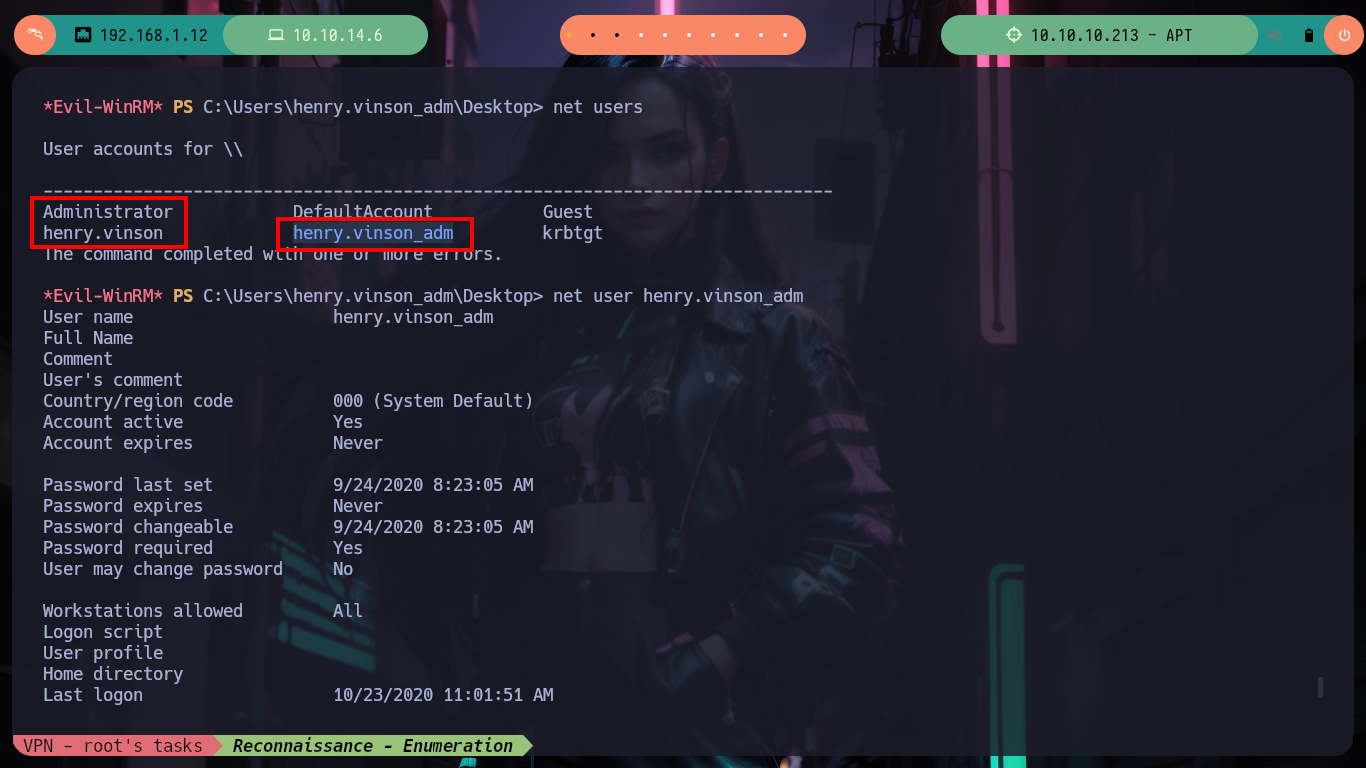 192.168.1.12 10.10.14.6 10.10.10.213 - APT
*Evil-WinRM* PS C:\Users\henry.vinson_adm\Desktop> net users
User accounts for \\
-------------------------------------------------------------------------------
Administrator DefaultAccount Guest
henry.vinson henry.vinson_adm krbtgt
The command completed with one or more errors.
*Evil-WinRM* PS C:\Users\henry.vinson_adm\Desktop> net user henry.vinson_adm
User name henry.vinson_adm
Full Name
Comment
User's comment
Country/region code 000 (System Default)
Account active Yes
Account expires Never
Password last set 9/24/2020 8:23:05 AM
Password expires Never
Password changeable 9/24/2020 8:23:05 AM
Password required Yes
User may change password No
Workstations allowed All
Logon script
User profile
Home directory
Last logon 10/23/2020 11:01:51 AM
VPN - root's tasks Reconnaissance - Enumeration